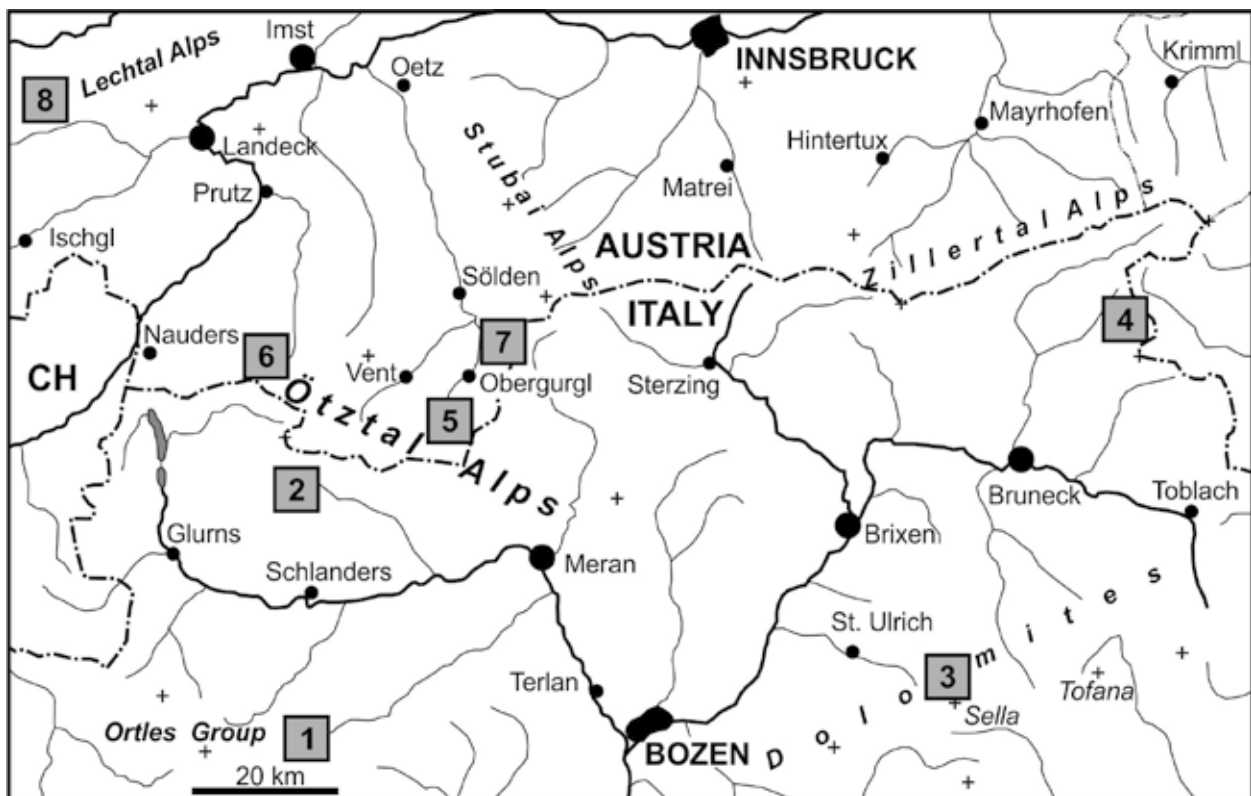 Imst
Lechtal Alps
Oetz
INNSBRUCK
Krimml
8
Landeck
Mayrhofen
Hintertux
Stubai Alps
Matrei
Prutz
Ischgl
AUSTRIA
Zillertal Alps
Sölden
ITALY
Nauders
6
7
4
CH
Vent
Obergurgl
Sterzing
Ötztal Alps
5
2
Bruneck
Toblach
Glurns
Brixen
Schlanders
Meran
St. Ulrich
3
Terlan
Tofana
Sella
Ortles Group
1
BOZEN
Dolomites
20 km